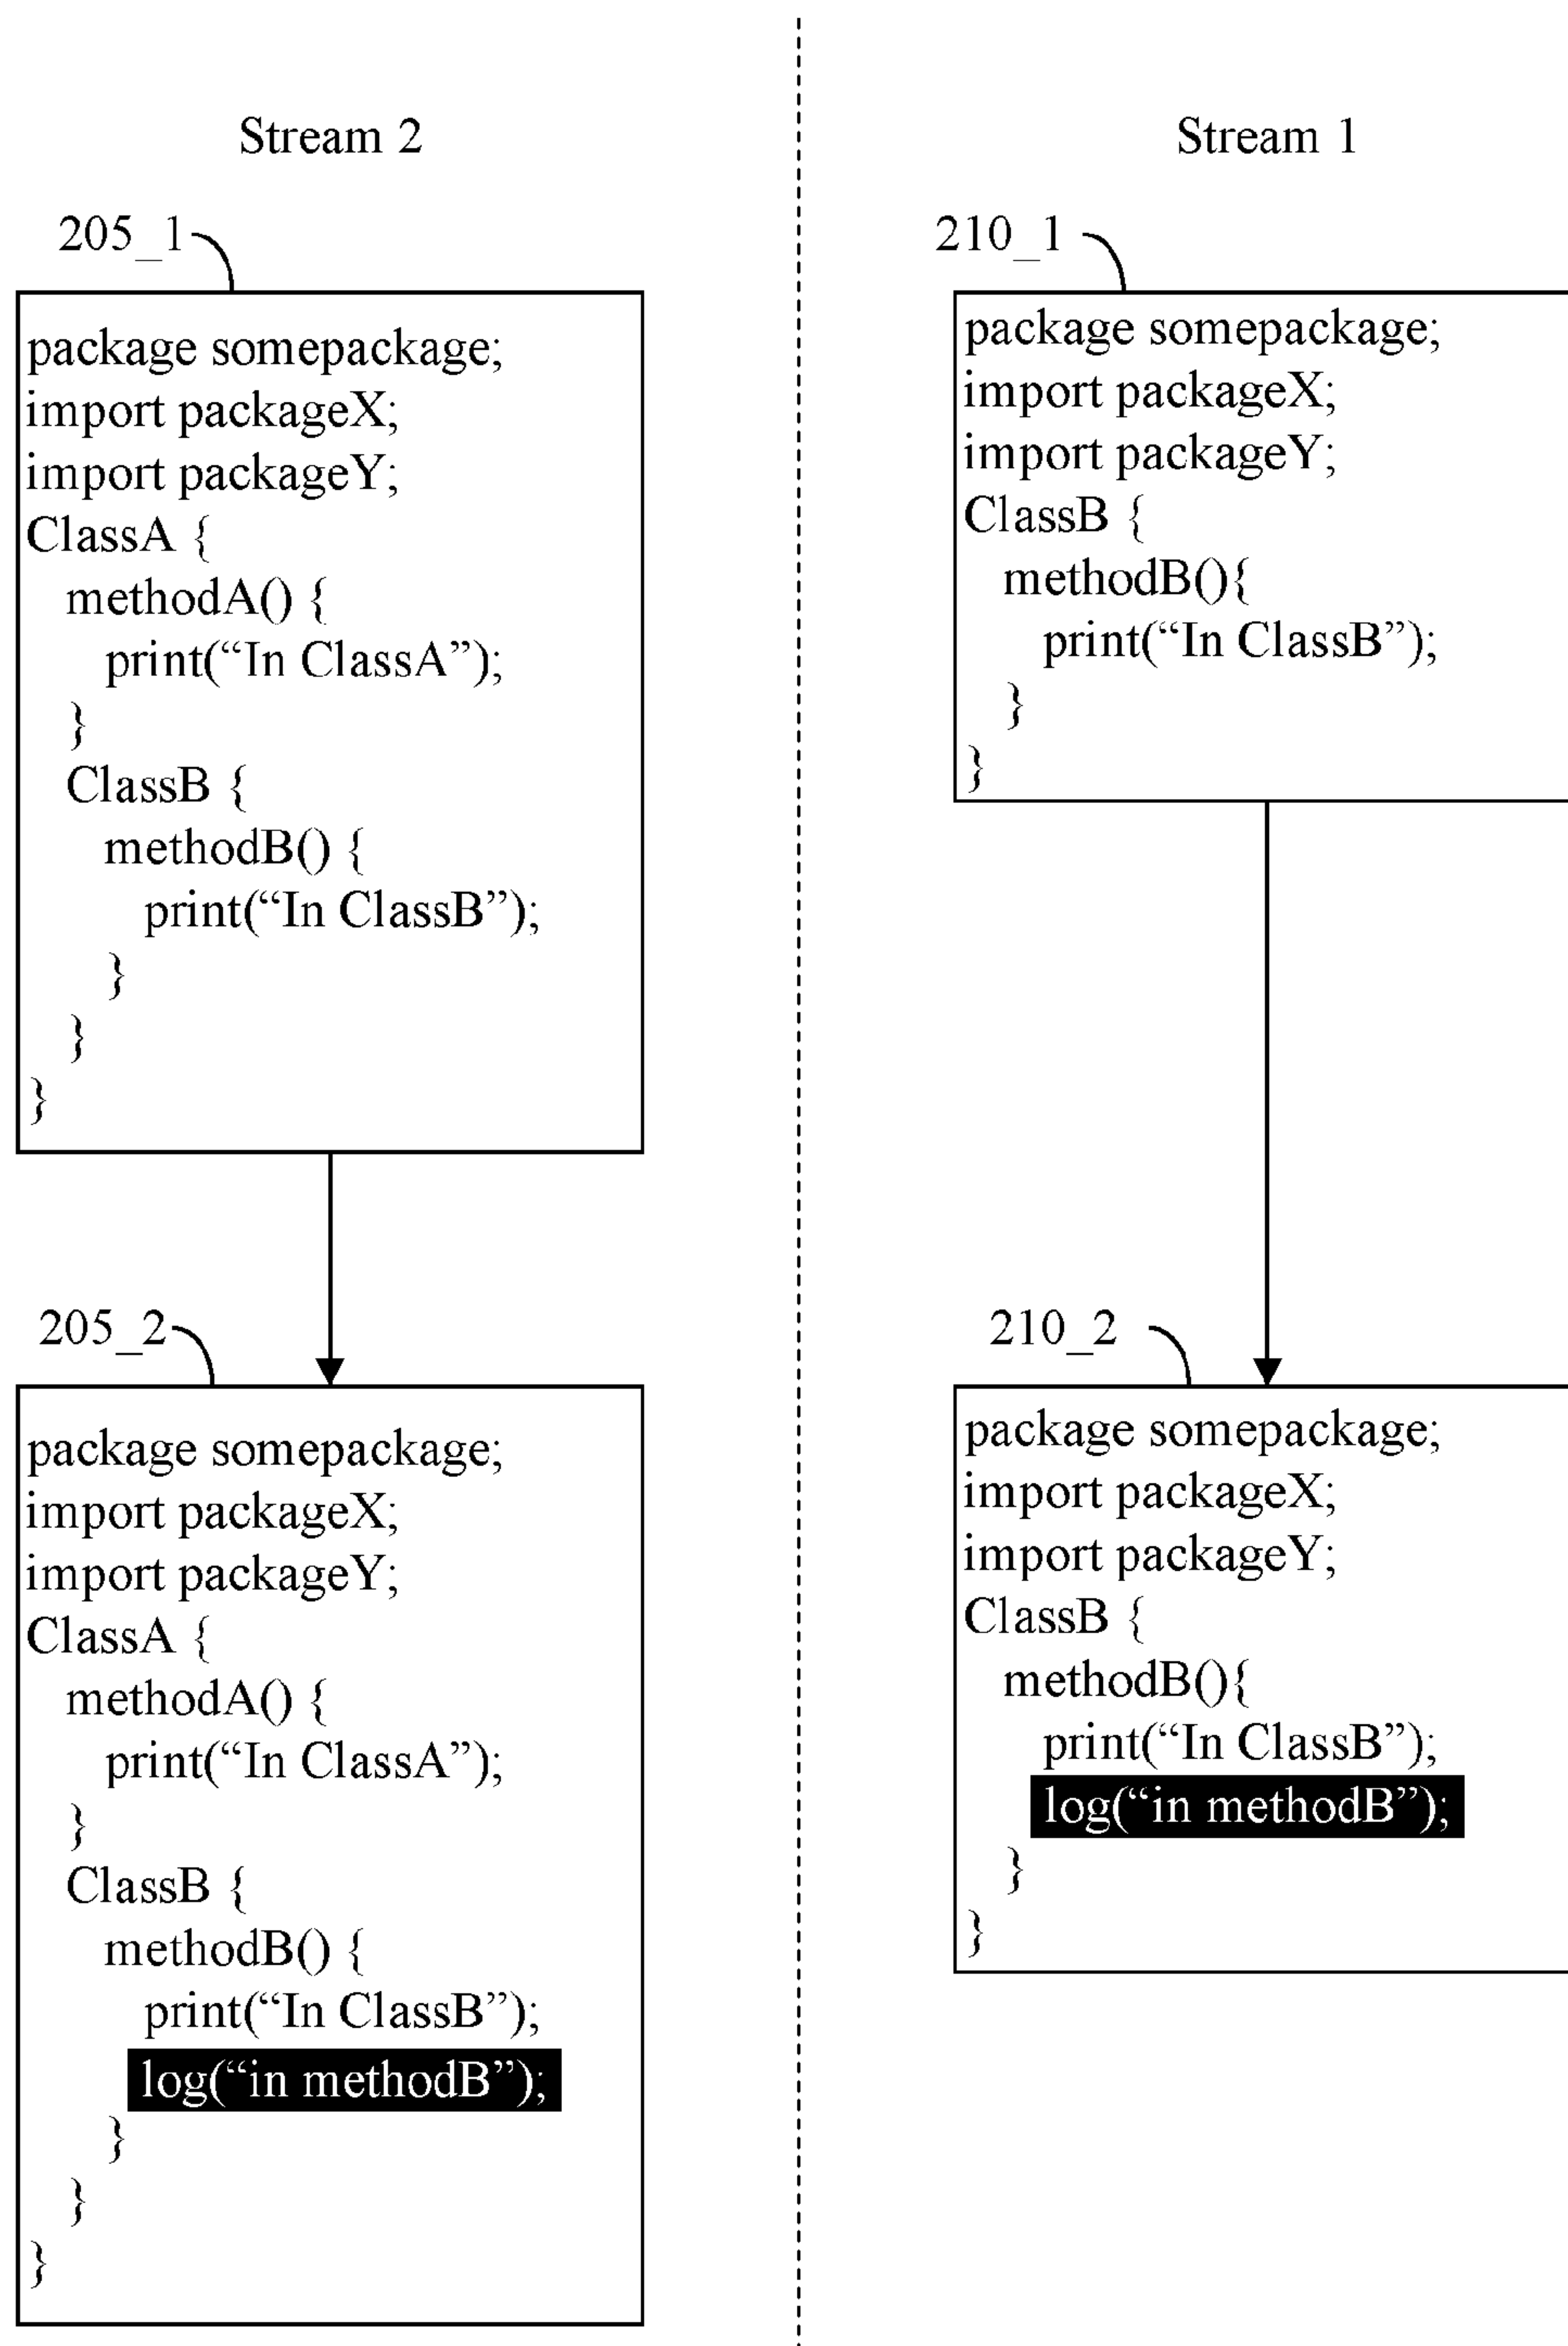 Stream 2
205_1
package somepackage;
import packageX;
import packageY;
ClassA {
methodA() {
print(“In ClassA”);
}
ClassB {
methodB() {
print(“In ClassB”);
}
}
}
205_2
package somepackage;
import packageX;
import packageY;
ClassA {
methodA() {
print(“In ClassA”);
}
ClassB {
methodB() {
print(“In ClassB”);
log(“in methodB”);
}
}
}
Stream 1
210_1
package somepackage;
import packageX;
import packageY;
ClassB {
methodB(){
print(“In ClassB”);
}
}
210_2
package somepackage;
import packageX;
import packageY;
ClassB {
methodB(){
print(“In ClassB”);
log(“in methodB”);
}
}